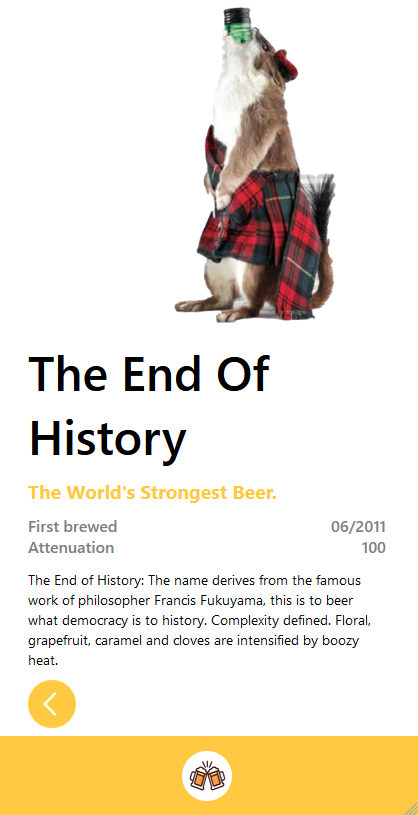 The End Of
History
The World's Strongest Beer.
First brewed 06/2011
Attenuation 100
The End of History: The name derives from the famous
work of philosopher Francis Fukuyama, this is to beer
what democracy is to history. Complexity defined. Floral,
grapefruit, caramel and cloves are intensified by boozy
heat.